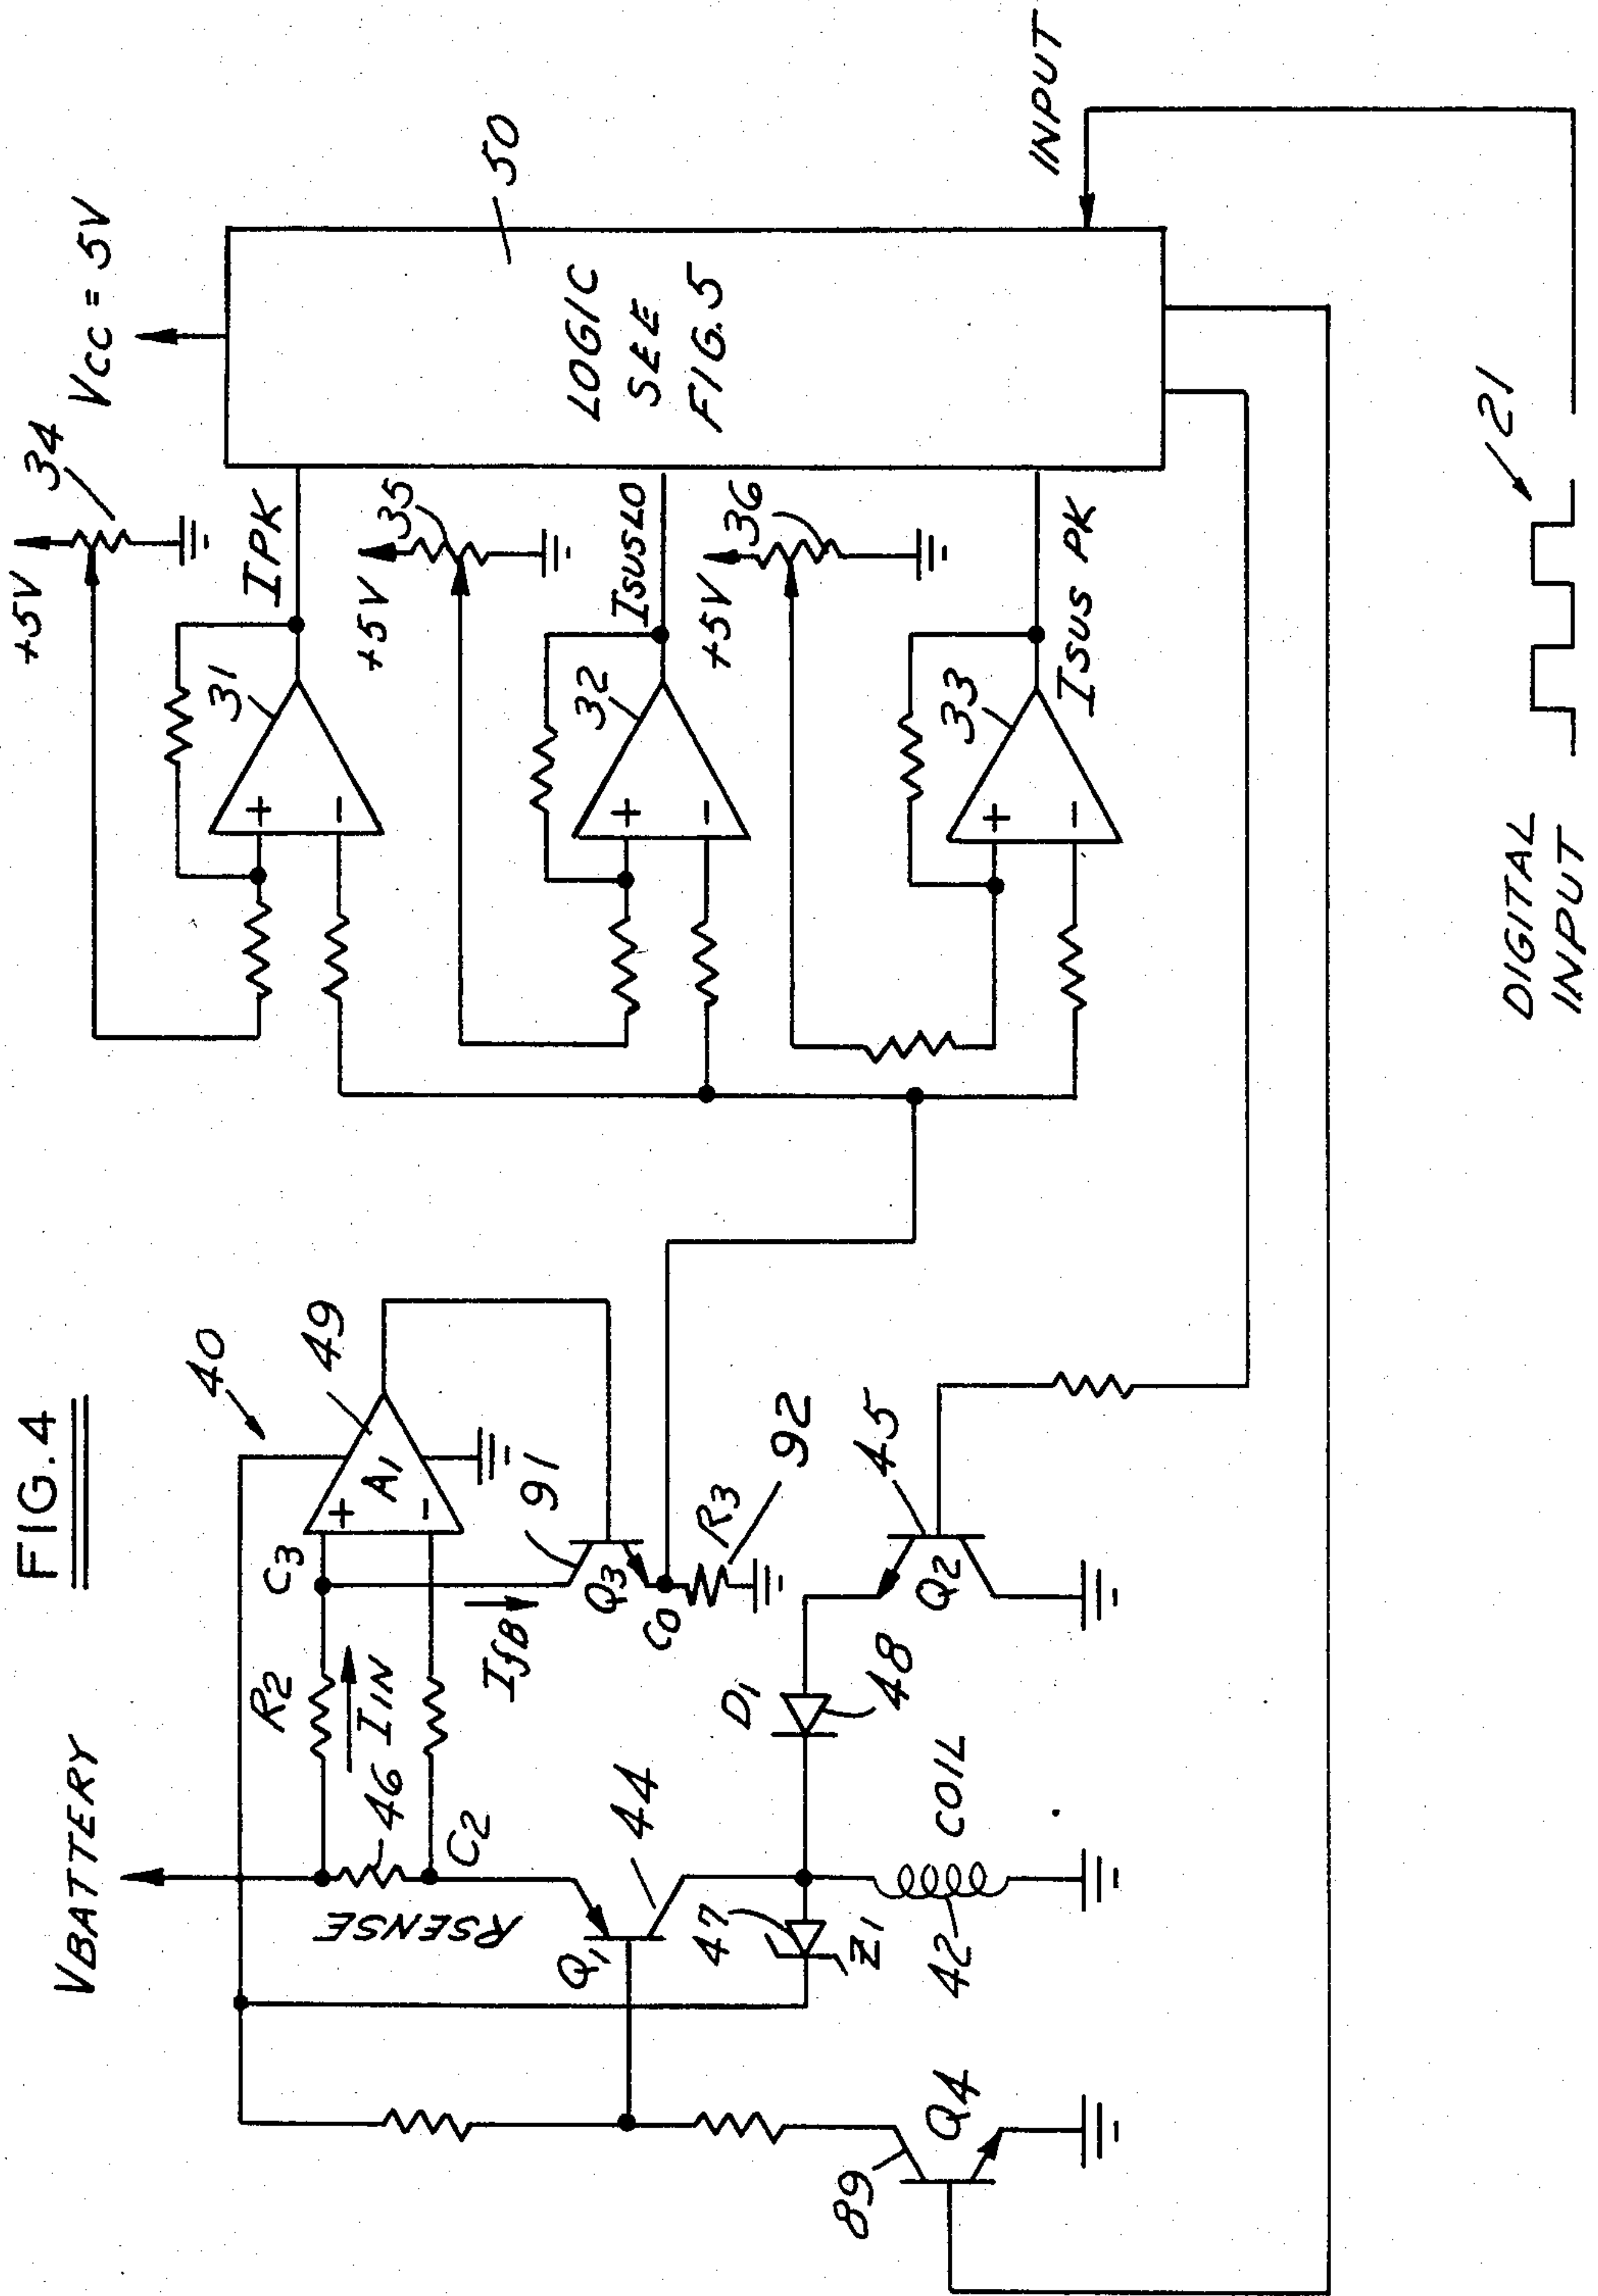 FIG.4
VBATTERY
RSENSE
46
R2
IIN
C3
C2
+
A1
-
49
40
91
IfB
Q3
C0
R3
92
Q1
44
47
Z1
D1
48
45
Q2
COIL
42
89
Q4
+5V
34
VCC = 5V
31
+
-
IPK
+5V
35
32
+
-
ISUSLO
+5V
36
33
+
-
ISUS PK
LOGIC
SEE
FIG.5
50
INPUT
21
DIGITAL
INPUT